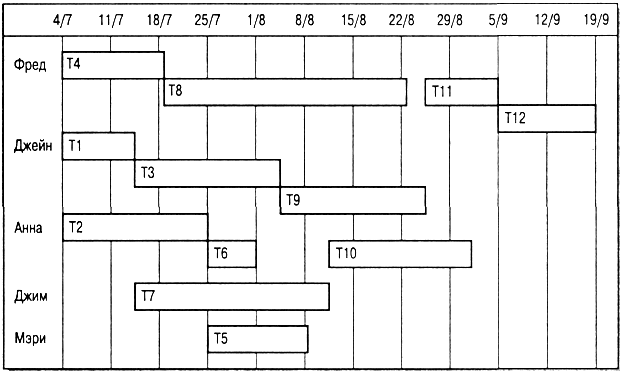 4/7 11/7 18/7 25/7 1/8 8/8 15/8 22/8 29/8 5/9 12/9 19/9
Фред
T4
T8
T11
T12
Джейн
T1
T3
T9
Анна
T2
T6
T10
Джим
T7
Мэри
T5